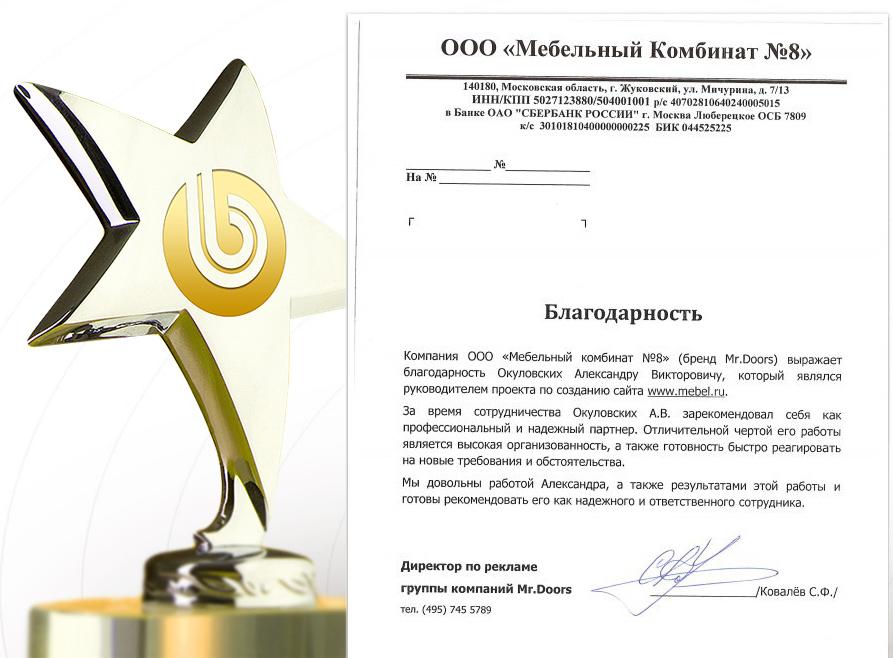 ООО «Мебельный Комбинат №8»
140180, Московская область, г. Жуковский, ул. Мичурина, д. 7/13
ИНН/КПП 5027123880/504001001 р/с 40702810640240005015
в Банке ОАО "СБЕРБАНК РОССИИ" г. Москва Люберецкое ОСБ 7809
к/с 30101810400000000225 БИК 044525225
№
На №
Благодарность
Компания ООО «Мебельный комбинат №8» (бренд Mr.Doors) выражает
благодарность Окуловских Александру Викторовичу, который являлся
руководителем проекта по созданию сайта www.mebel.ru.
За время сотрудничества Окуловских А.В. зарекомендовал себя как
профессиональный и надежный партнер. Отличительной чертой его работы
является высокая организованность, а также готовность быстро реагировать
на новые требования и обстоятельства.
Мы довольны работой Александра, а также результатами этой работы и
готовы рекомендовать его как надежного и ответственного сотрудника.
Директор по рекламе
группы компаний Mr.Doors
/Ковалёв С.Ф./
тел. (495) 745 5789